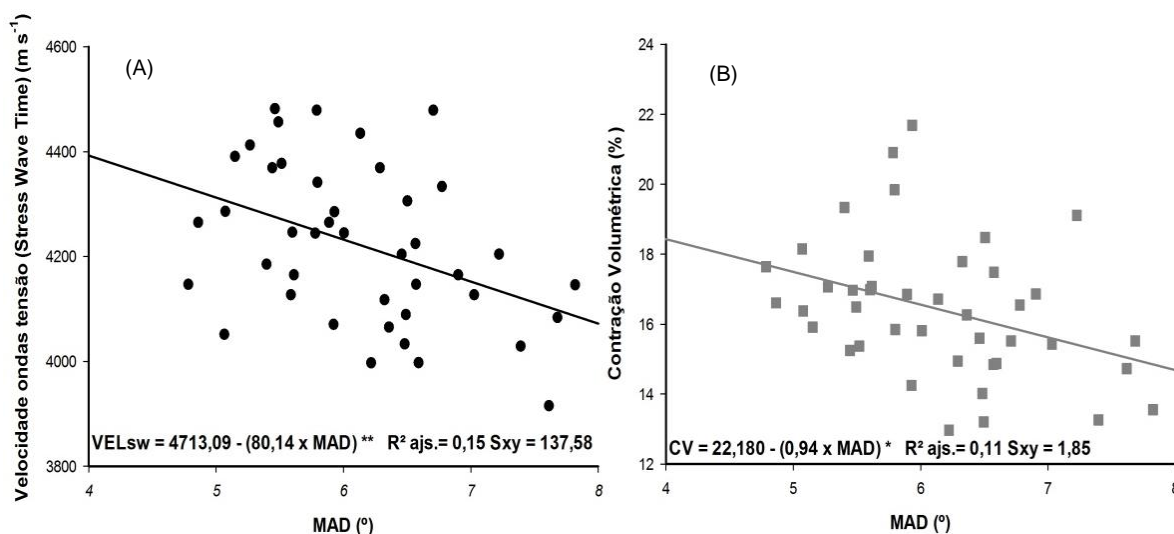 Velocidade ondas tensão (Stress Wave Time) (m s⁻¹)
4600
4400
4200
4000
3800
(A)
VELsw = 4713,09 - (80,14 x MAD) ** R² ajs.= 0,15 Sxy = 137,58
4 5 6 7 8
MAD (º)
Contração Volumétrica (%)
24
22
20
18
16
14
12
(B)
CV = 22,180 - (0,94 x MAD) * R² ajs.= 0,11 Sxy = 1,85
4 5 6 7 8
MAD (º)